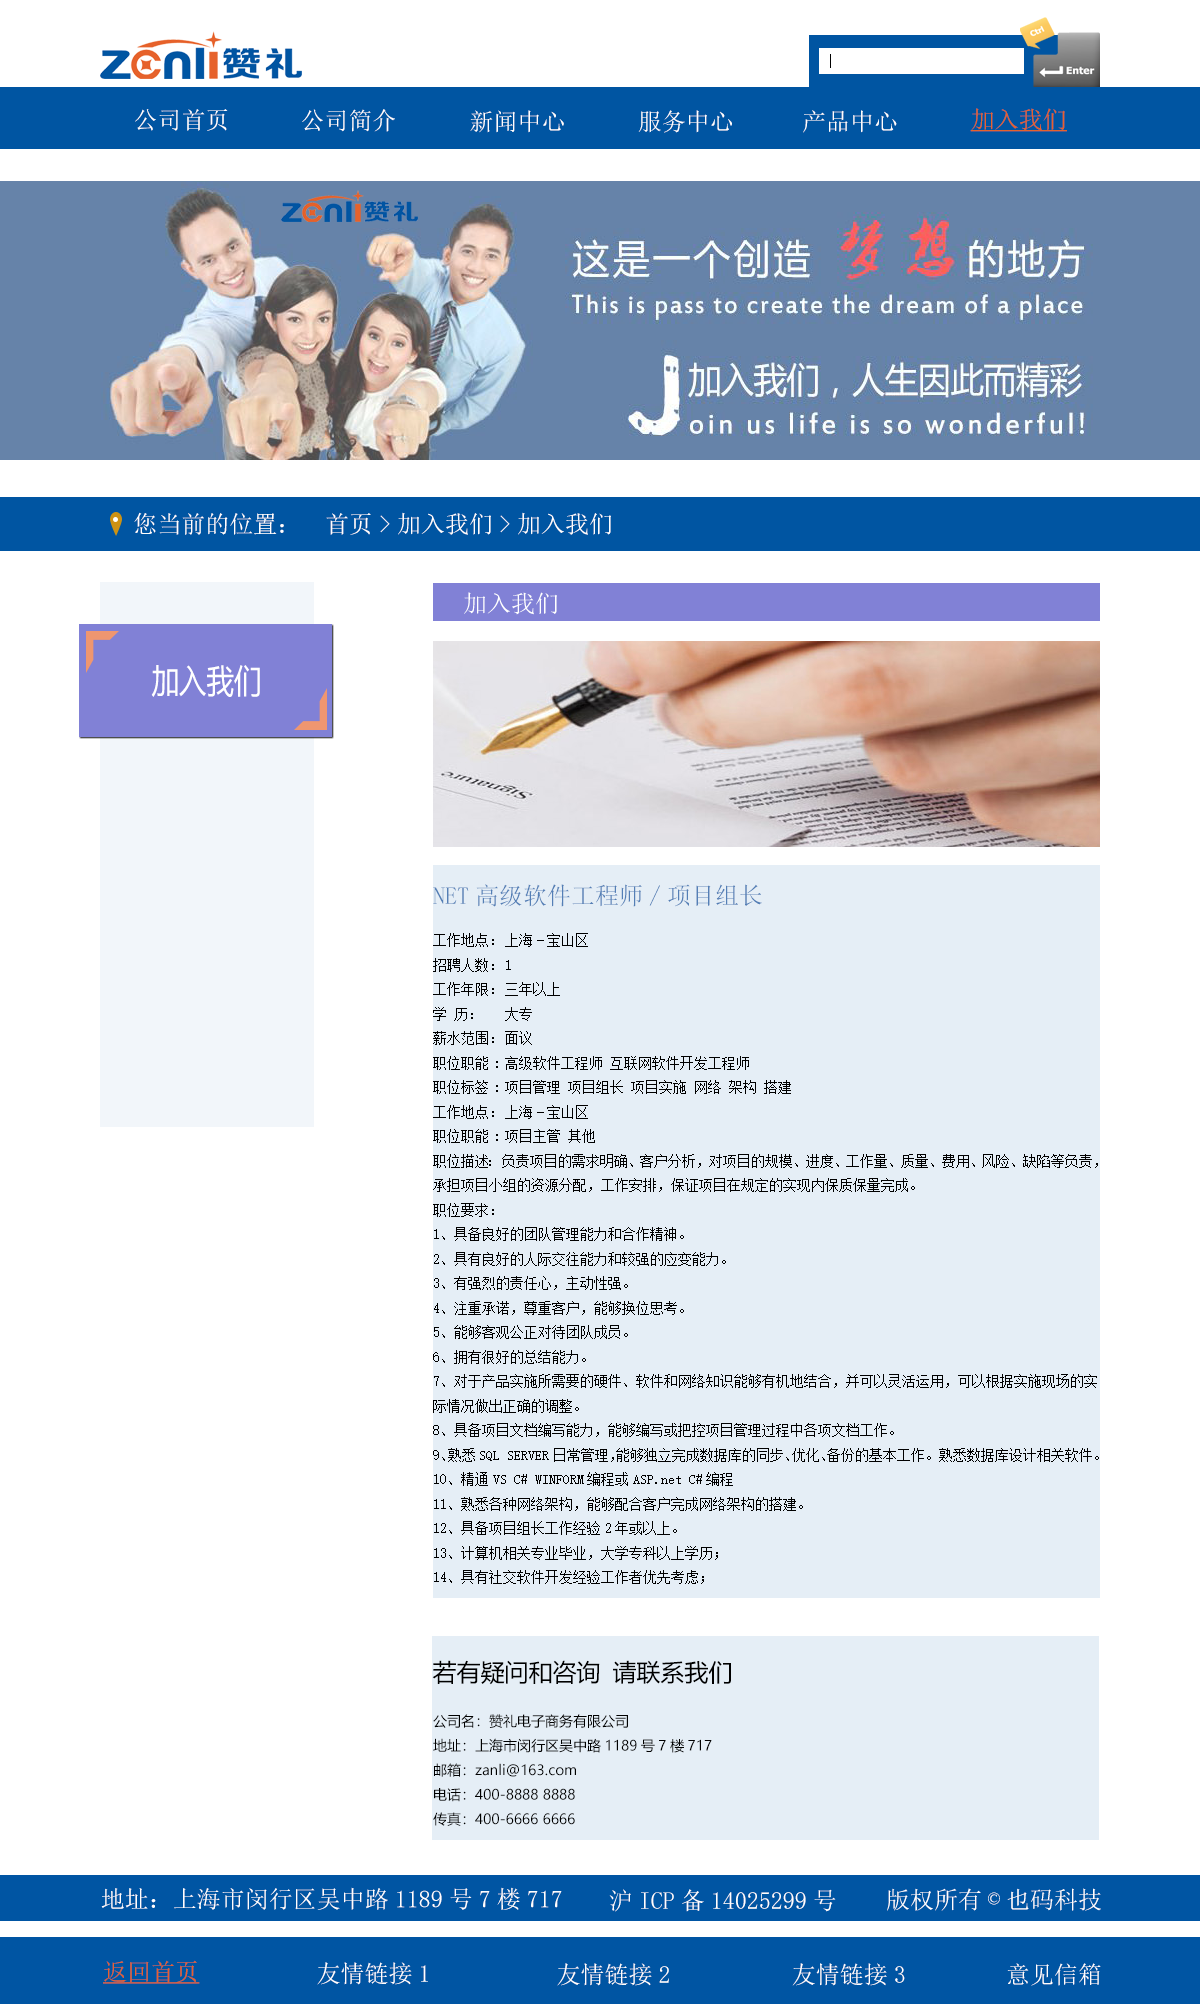 zenli赞礼
Ctrl
Enter
公司首页 公司简介 新闻中心 服务中心 产品中心 加入我们
zenli赞礼
这是一个创造 梦想 的地方
This is pass to create the dream of a place
加入我们，人生因此而精彩
Join us life is so wonderful!
您当前的位置： 首页 > 加入我们 > 加入我们
加入我们
加入我们
Signature
NET 高级软件工程师 / 项目组长
工作地点：上海－宝山区
招聘人数：1
工作年限：三年以上
学 历： 大专
薪水范围：面议
职位职能：高级软件工程师 互联网软件开发工程师
职位标签：项目管理 项目组长 项目实施 网络 架构 搭建
工作地点：上海－宝山区
职位职能：项目主管 其他
职位描述：负责项目的需求明确、客户分析，对项目的规模、进度、工作量、质量、费用、风险、缺陷等负责，
承担项目小组的资源分配，工作安排，保证项目在规定的实现内保质保量完成。
职位要求：
1、具备良好的团队管理能力和合作精神。
2、具有良好的人际交往能力和较强的应变能力。
3、有强烈的责任心，主动性强。
4、注重承诺，尊重客户，能够换位思考。
5、能够客观公正对待团队成员。
6、拥有很好的总结能力。
7、对于产品实施所需要的硬件、软件和网络知识能够有机地结合，并可以灵活运用，可以根据实施现场的实
际情况做出正确的调整。
8、具备项目文档编写能力，能够编写或把控项目管理过程中各项文档工作。
9、熟悉 SQL SERVER 日常管理，能够独立完成数据库的同步、优化、备份的基本工作。熟悉数据库设计相关软件。
10、精通 VS C# WINFORM 编程或 ASP.net C# 编程
11、熟悉各种网络架构，能够配合客户完成网络架构的搭建。
12、具备项目组长工作经验 2 年或以上。
13、计算机相关专业毕业，大学专科以上学历；
14、具有社交软件开发经验工作者优先考虑；
若有疑问和咨询 请联系我们
公司名：赞礼电子商务有限公司
地址：上海市闵行区吴中路 1189 号 7 楼 717
邮箱：zanli@163.com
电话：400-8888 8888
传真：400-6666 6666
地址：上海市闵行区吴中路 1189 号 7 楼 717 沪 ICP 备 14025299 号 版权所有 © 也码科技
返回首页 友情链接 1 友情链接 2 友情链接 3 意见信箱